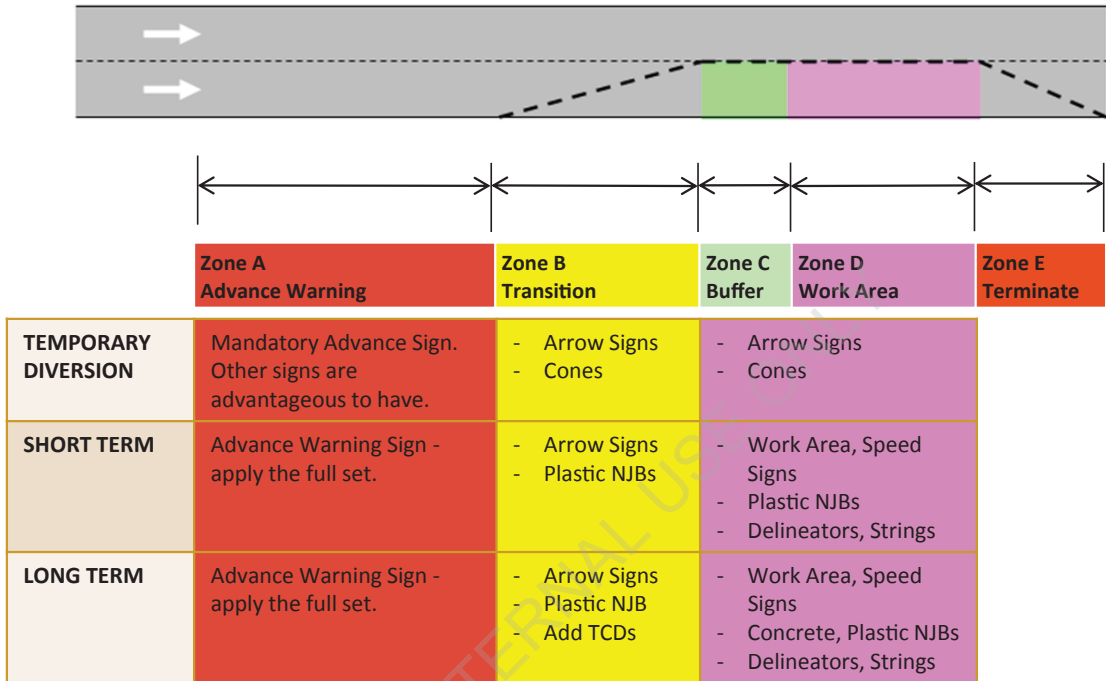 Zone A
Advance Warning
Zone B
Transition
Zone C
Buffer
Zone D
Work Area
Zone E
Terminate
TEMPORARY
DIVERSION
Mandatory Advance Sign.
Other signs are
advantageous to have.
- Arrow Signs
- Cones
- Arrow Signs
- Cones
SHORT TERM
Advance Warning Sign -
apply the full set.
- Arrow Signs
- Plastic NJBs
- Work Area, Speed
Signs
- Plastic NJBs
- Delineators, Strings
LONG TERM
Advance Warning Sign -
apply the full set.
- Arrow Signs
- Plastic NJB
- Add TCDs
- Work Area, Speed
Signs
- Concrete, Plastic NJBs
- Delineators, Strings